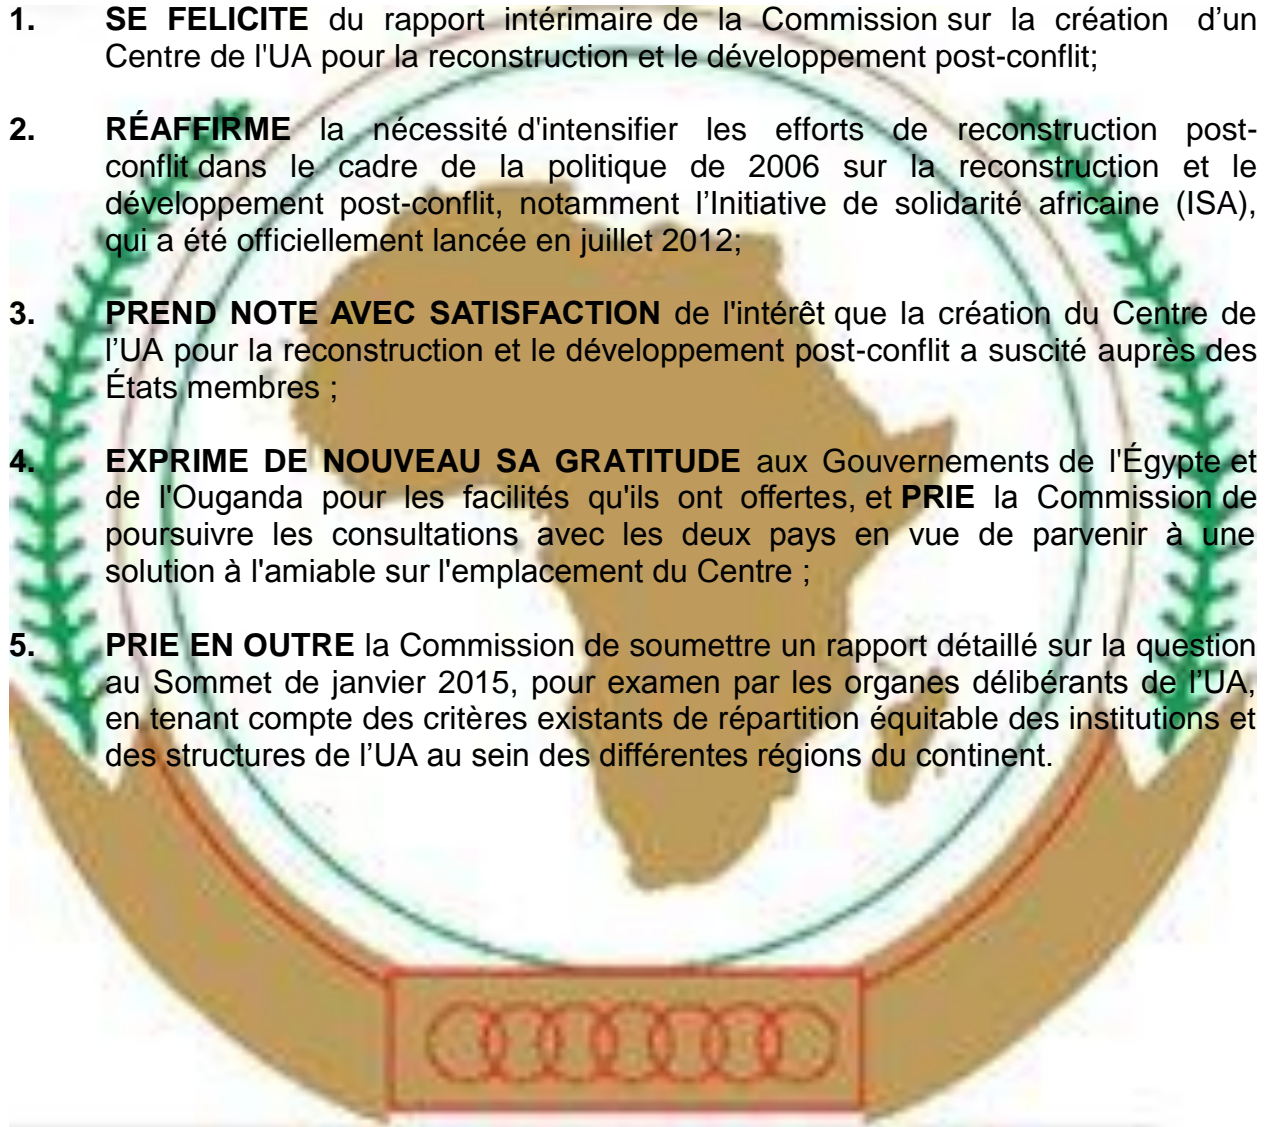 1. SE FELICITE du rapport intérimaire de la Commission sur la création d’un
Centre de l'UA pour la reconstruction et le développement post-conflit;
2. RÉAFFIRME la nécessité d'intensifier les efforts de reconstruction post-
conflit dans le cadre de la politique de 2006 sur la reconstruction et le
développement post-conflit, notamment l’Initiative de solidarité africaine (ISA),
qui a été officiellement lancée en juillet 2012;
3. PREND NOTE AVEC SATISFACTION de l'intérêt que la création du Centre de
l’UA pour la reconstruction et le développement post-conflit a suscité auprès des
États membres ;
4. EXPRIME DE NOUVEAU SA GRATITUDE aux Gouvernements de l'Égypte et
de l'Ouganda pour les facilités qu'ils ont offertes, et PRIE la Commission de
poursuivre les consultations avec les deux pays en vue de parvenir à une
solution à l'amiable sur l'emplacement du Centre ;
5. PRIE EN OUTRE la Commission de soumettre un rapport détaillé sur la question
au Sommet de janvier 2015, pour examen par les organes délibérants de l’UA,
en tenant compte des critères existants de répartition équitable des institutions et
des structures de l’UA au sein des différentes régions du continent.